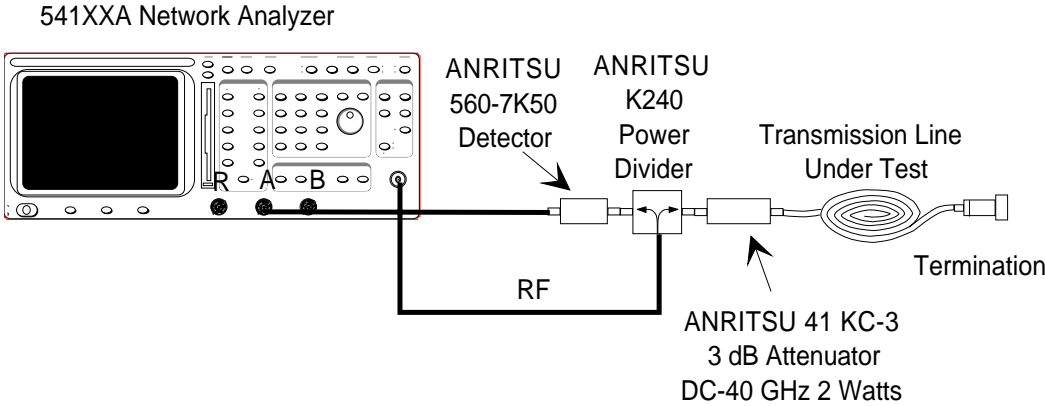 541XXA Network Analyzer
ANRITSU
560-7K50
Detector
ANRITSU
K240
Power
Divider
Transmission Line
Under Test
R A B
Termination
RF
ANRITSU 41 KC-3
3 dB Attenuator
DC-40 GHz 2 Watts